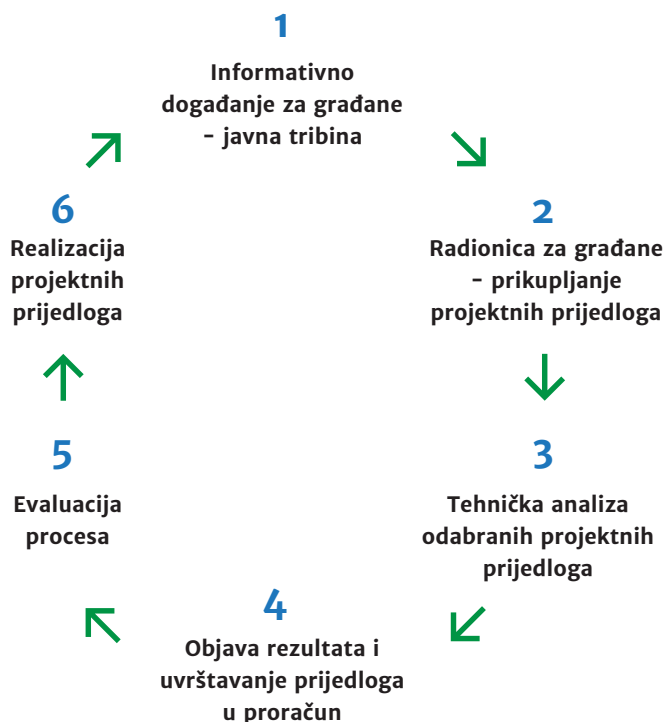 1
Informativno
događanje za građane
- javna tribina
2
Radionica za građane
- prikupljanje
projektnih prijedloga
3
Tehnička analiza
odabranih projektnih
prijedloga
4
Objava rezultata i
uvrštavanje prijedloga
u proračun
5
Evaluacija
procesa
6
Realizacija
projektnih
prijedloga